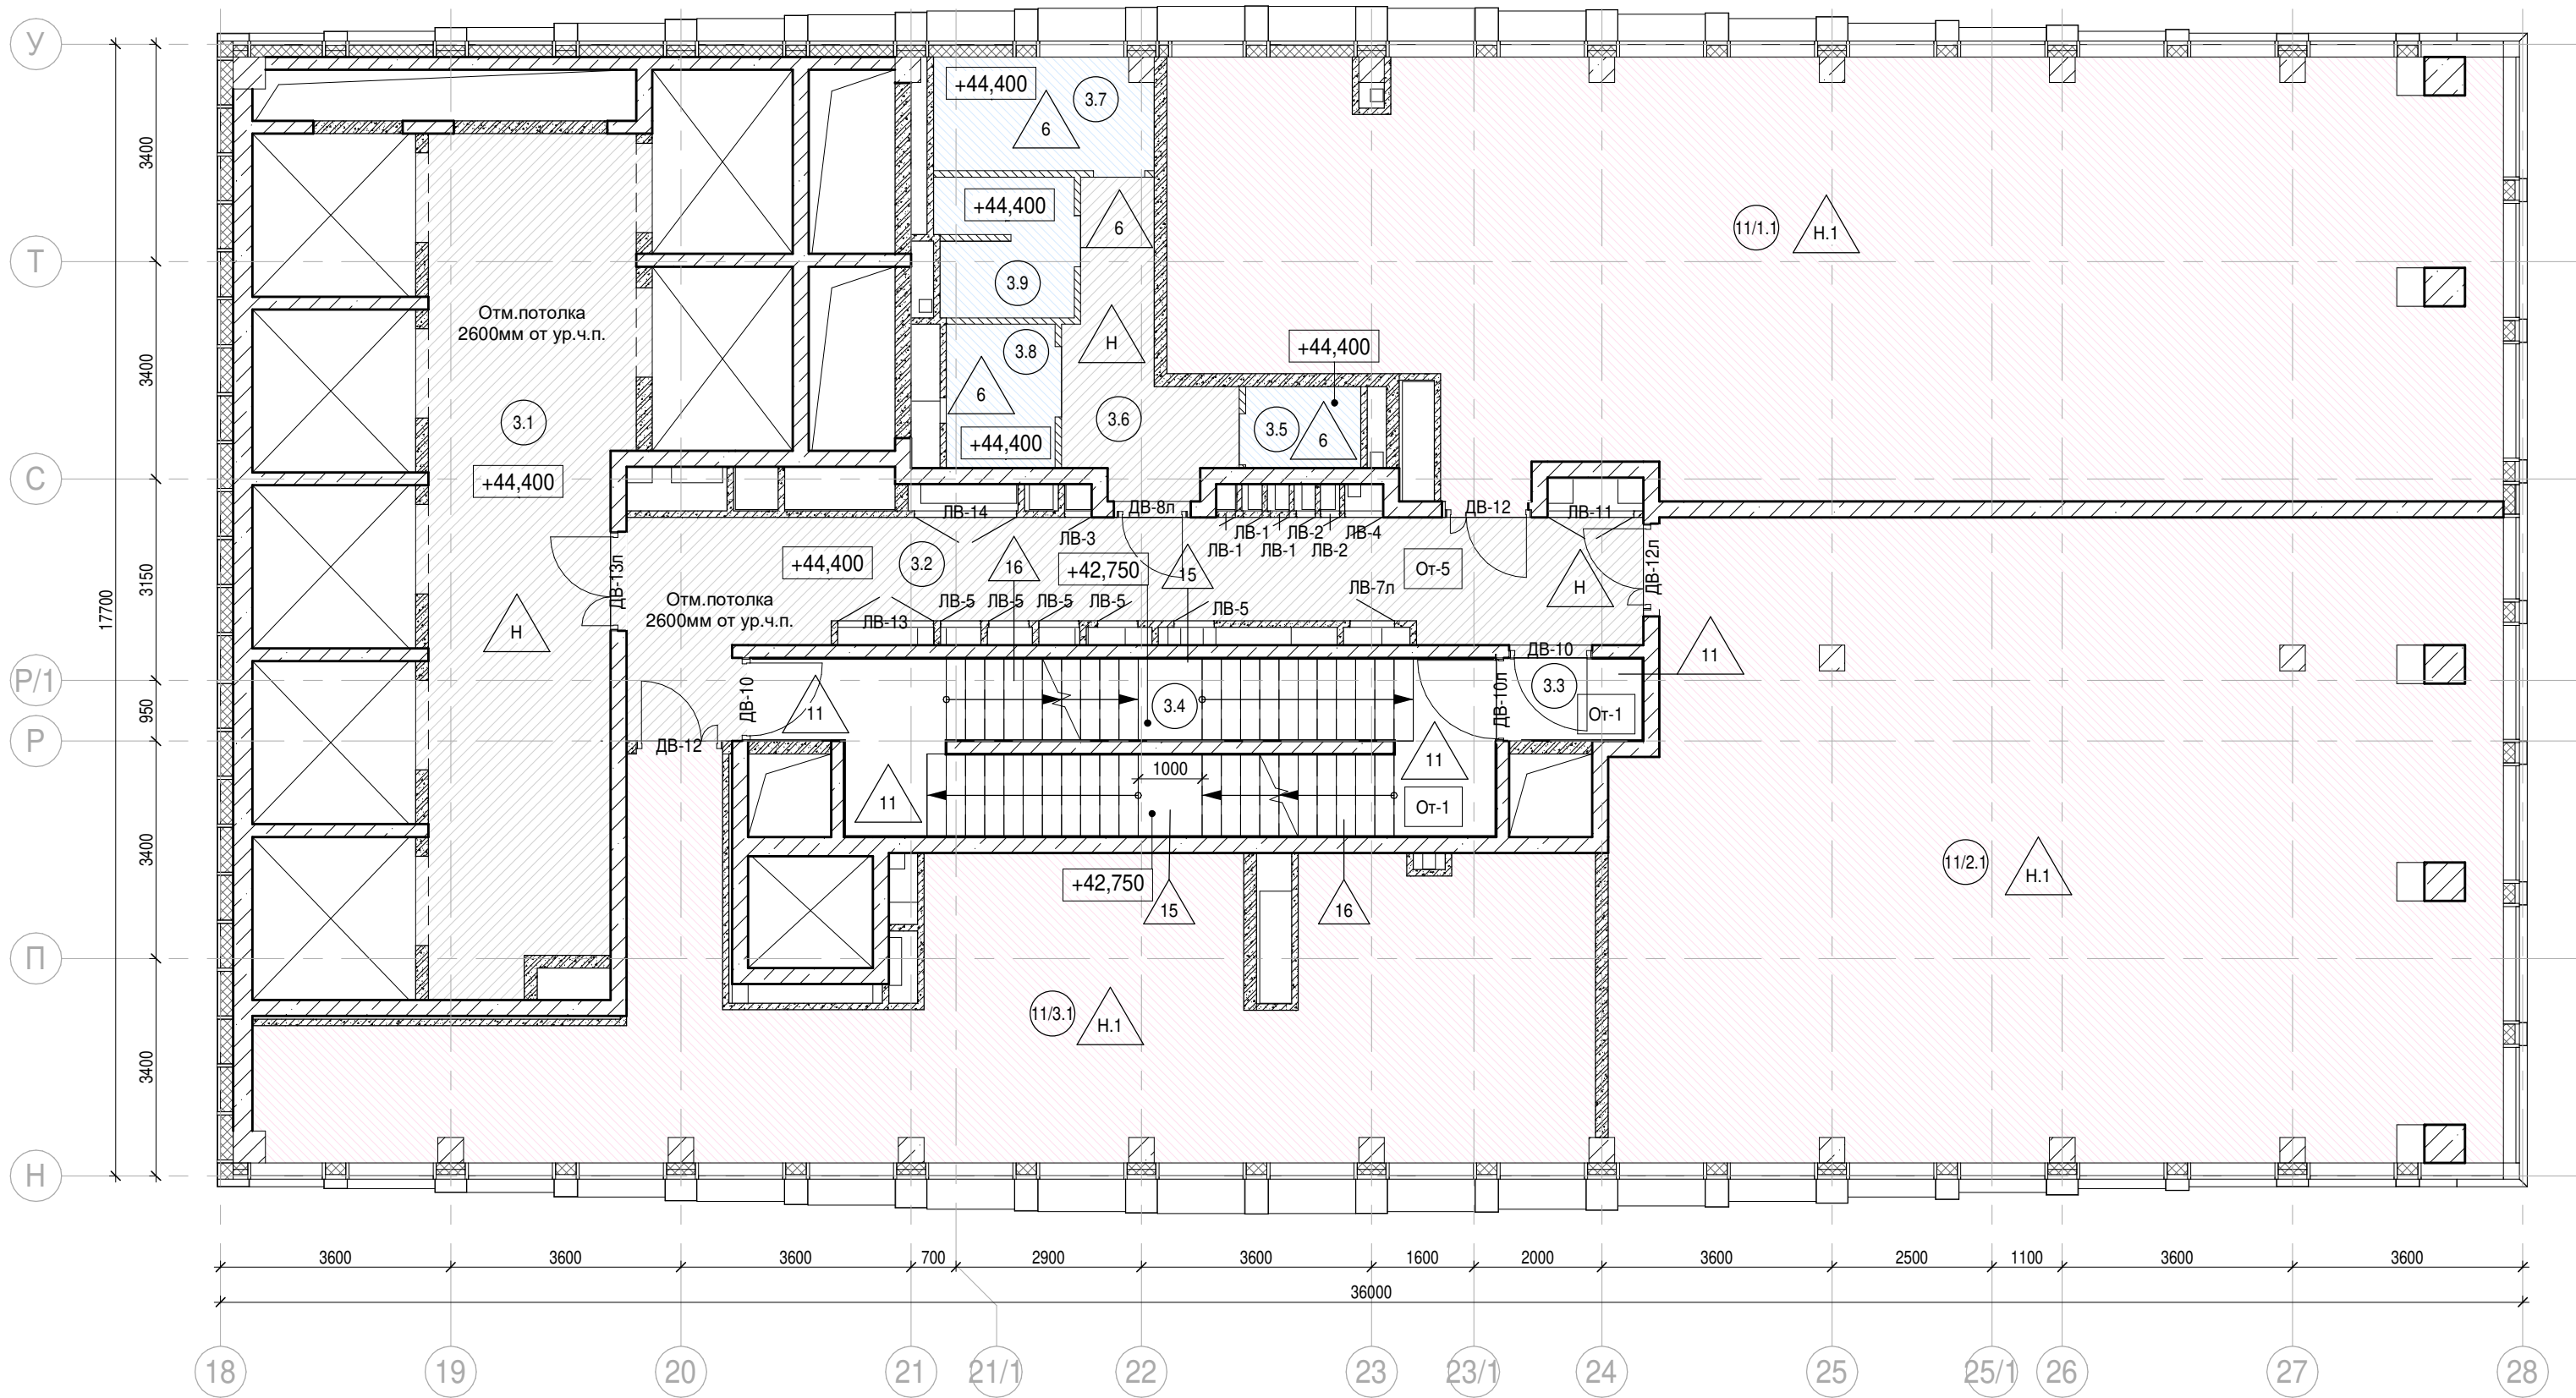 У
+44,400
3.7
6
3400
+44,400
6
11/1.1
Н.1
Т
3.9
Отм.потолка
2600мм от ур.ч.п.
Н
+44,400
3.8
3400
6
3.1
3.6
3.5
6
+44,400
+44,400
С
ЛВ-14
ДВ-8л
ДВ-12
ЛВ-11
ЛВ-3
ЛВ-1
ЛВ-1
ЛВ-1
ЛВ-2
ЛВ-2
ЛВ-4
3150
17700
ДВ-13л
+44,400
3.2
16
+42,750
15
От-5
Н
ДВ-12л
Отм.потолка
2600мм от ур.ч.п.
ЛВ-13
ЛВ-5
ЛВ-5
ЛВ-5
ЛВ-5
ЛВ-5
ЛВ-7л
Н
ДВ-10
11
Р/1
950
ДВ-10
11
3.4
ДВ-10л
3.3
От-1
Р
ДВ-12
11
1000
11
От-1
3400
11/2.1
Н.1
+42,750
15
16
П
11/3.1
Н.1
3400
Н
3600
3600
3600
700
2900
3600
1600
2000
3600
2500
1100
3600
3600
36000
18
19
20
21
21/1
22
23
23/1
24
25
25/1
26
27
28